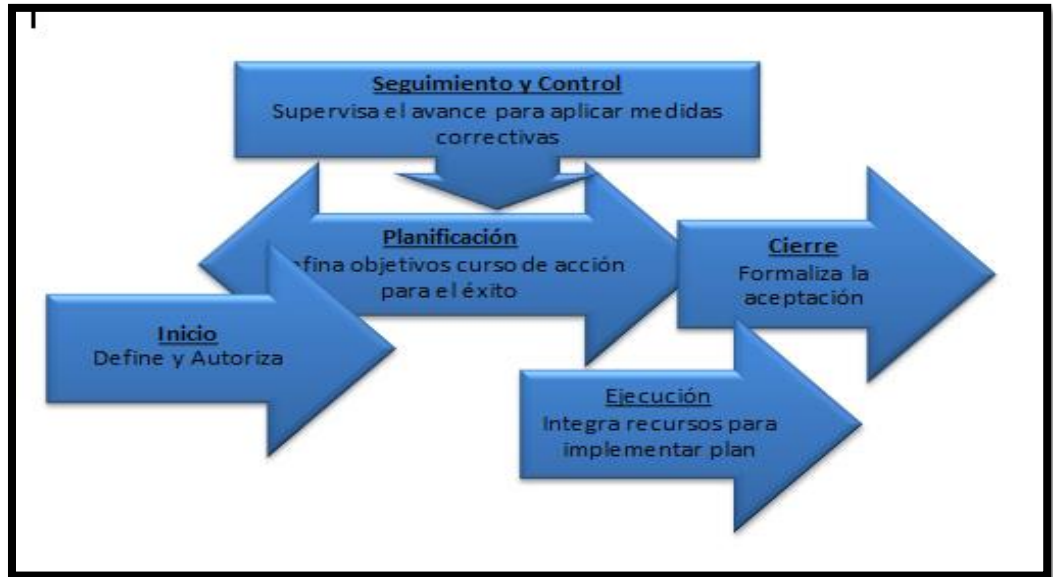 Seguimiento y Control
Supervisa el avance para aplicar medidas
correctivas
Planificación
afina objetivos curso de acción
para el éxito
Cierre
Formaliza la
aceptación
Inicio
Define y Autoriza
Ejecución
Integra recursos para
implementar plan